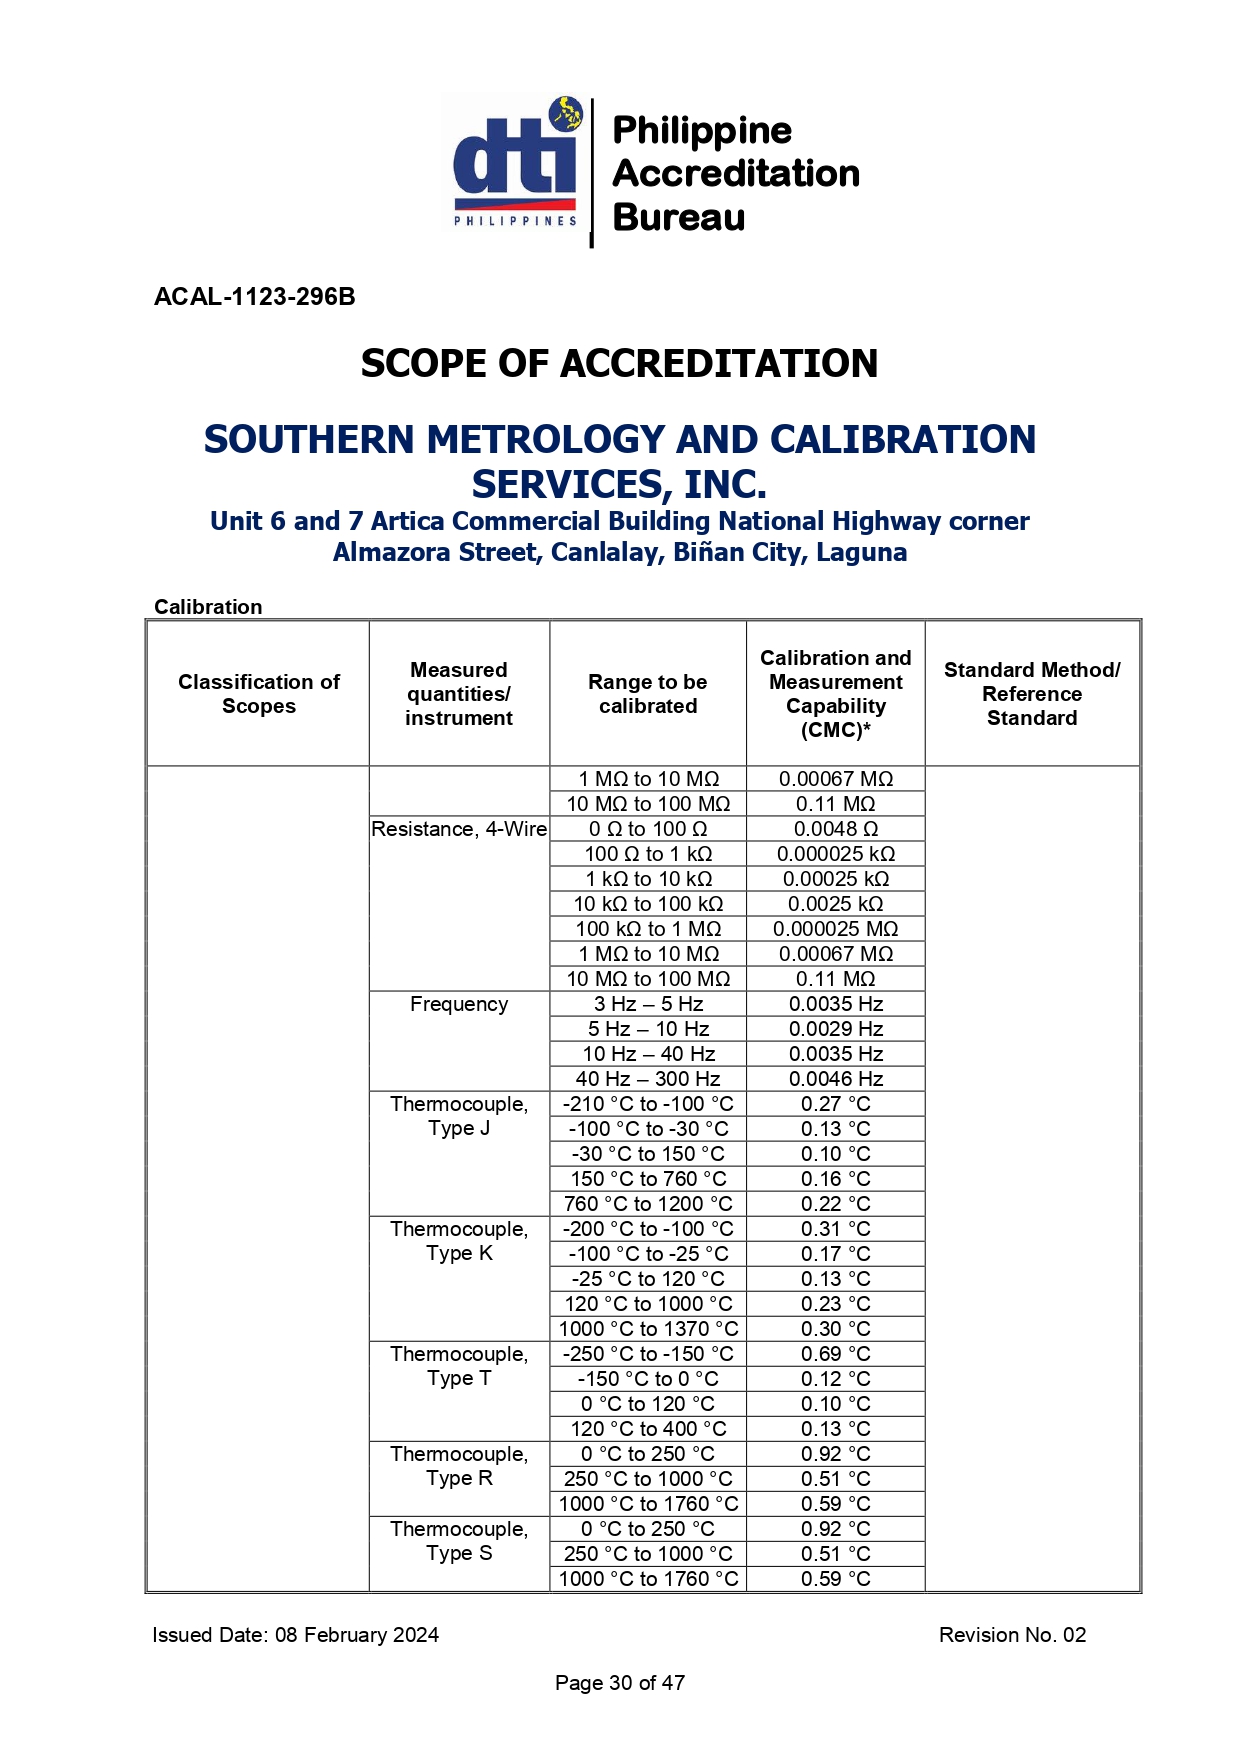 dti
PHILIPPINES
Philippine
Accreditation
Bureau
ACAL-1123-296B
SCOPE OF ACCREDITATION
SOUTHERN METROLOGY AND CALIBRATION
SERVICES, INC.
Unit 6 and 7 Artica Commercial Building National Highway corner
Almazora Street, Canlalay, Biñan City, Laguna
Calibration
Classification of
Scopes
Measured
quantities/
instrument
Range to be
calibrated
Calibration and
Measurement
Capability
(CMC)*
Standard Method/
Reference
Standard
1 MΩ to 10 MΩ 0.00067 MΩ
10 MΩ to 100 MΩ 0.11 MΩ
Resistance, 4-Wire 0 Ω to 100 Ω 0.0048 Ω
100 Ω to 1 kΩ 0.000025 kΩ
1 kΩ to 10 kΩ 0.00025 kΩ
10 kΩ to 100 kΩ 0.0025 kΩ
100 kΩ to 1 MΩ 0.000025 MΩ
1 MΩ to 10 MΩ 0.00067 MΩ
10 MΩ to 100 MΩ 0.11 MΩ
Frequency 3 Hz – 5 Hz 0.0035 Hz
5 Hz – 10 Hz 0.0029 Hz
10 Hz – 40 Hz 0.0035 Hz
40 Hz – 300 Hz 0.0046 Hz
Thermocouple, -210 °C to -100 °C 0.27 °C
Type J -100 °C to -30 °C 0.13 °C
-30 °C to 150 °C 0.10 °C
150 °C to 760 °C 0.16 °C
760 °C to 1200 °C 0.22 °C
Thermocouple, -200 °C to -100 °C 0.31 °C
Type K -100 °C to -25 °C 0.17 °C
-25 °C to 120 °C 0.13 °C
120 °C to 1000 °C 0.23 °C
1000 °C to 1370 °C 0.30 °C
Thermocouple, -250 °C to -150 °C 0.69 °C
Type T -150 °C to 0 °C 0.12 °C
0 °C to 120 °C 0.10 °C
120 °C to 400 °C 0.13 °C
Thermocouple, 0 °C to 250 °C 0.92 °C
Type R 250 °C to 1000 °C 0.51 °C
1000 °C to 1760 °C 0.59 °C
Thermocouple, 0 °C to 250 °C 0.92 °C
Type S 250 °C to 1000 °C 0.51 °C
1000 °C to 1760 °C 0.59 °C
Issued Date: 08 February 2024 Revision No. 02
Page 30 of 47